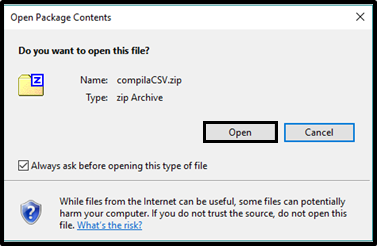 Open Package Contents
Do you want to open this file?
Z
Name: compilaCSV.zip
Type: zip Archive
Open Cancel
Always ask before opening this type of file
While files from the Internet can be useful, some files can potentially
harm your computer. If you do not trust the source, do not open this
file. What's the risk?